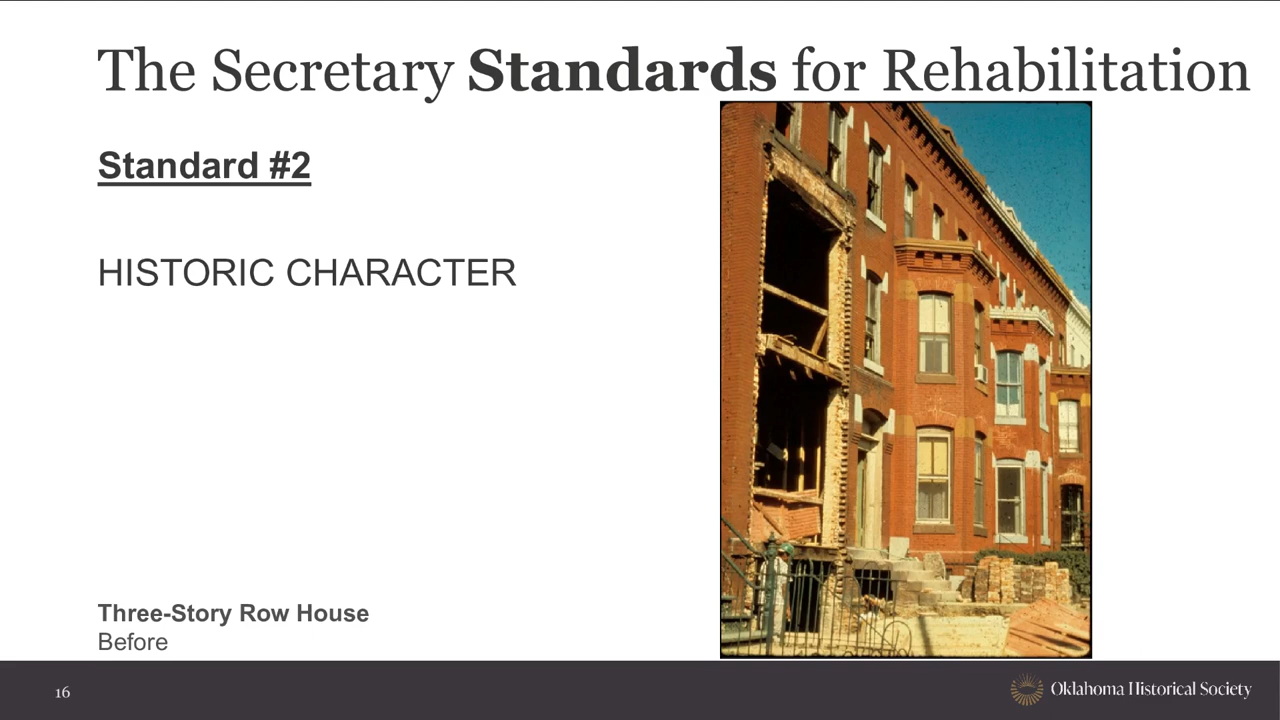 The Secretary Standards for Rehabilitation
Standard #2
HISTORIC CHARACTER
Three-Story Row House
Before
16
Oklahoma Historical Society